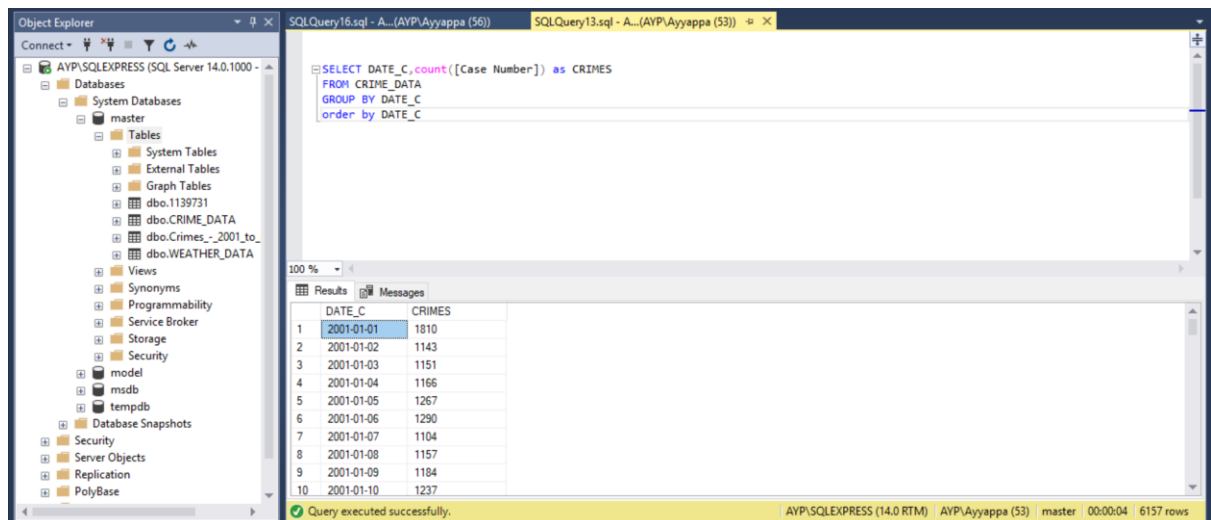 Object Explorer
Connect
AYP\SQLEXPRESS (SQL Server 14.0.1000 -
Databases
System Databases
master
Tables
System Tables
External Tables
Graph Tables
dbo.1139731
dbo.CRIME_DATA
dbo.Crimes_-_2001_to_
dbo.WEATHER_DATA
Views
Synonyms
Programmability
Service Broker
Storage
Security
model
msdb
tempdb
Database Snapshots
Security
Server Objects
Replication
PolyBase
SQLQuery16.sql - A...(AYP\Ayyappa (56)) SQLQuery13.sql - A...(AYP\Ayyappa (53))
SELECT DATE_C,count([Case Number]) as CRIMES
FROM CRIME_DATA
GROUP BY DATE_C
order by DATE_C
100 %
Results Messages
DATE_C CRIMES
1 2001-01-01 1810
2 2001-01-02 1143
3 2001-01-03 1151
4 2001-01-04 1166
5 2001-01-05 1267
6 2001-01-06 1290
7 2001-01-07 1104
8 2001-01-08 1157
9 2001-01-09 1184
10 2001-01-10 1237
Query executed successfully. AYP\SQLEXPRESS (14.0 RTM) AYP\Ayyappa (53) master 00:00:04 6157 rows